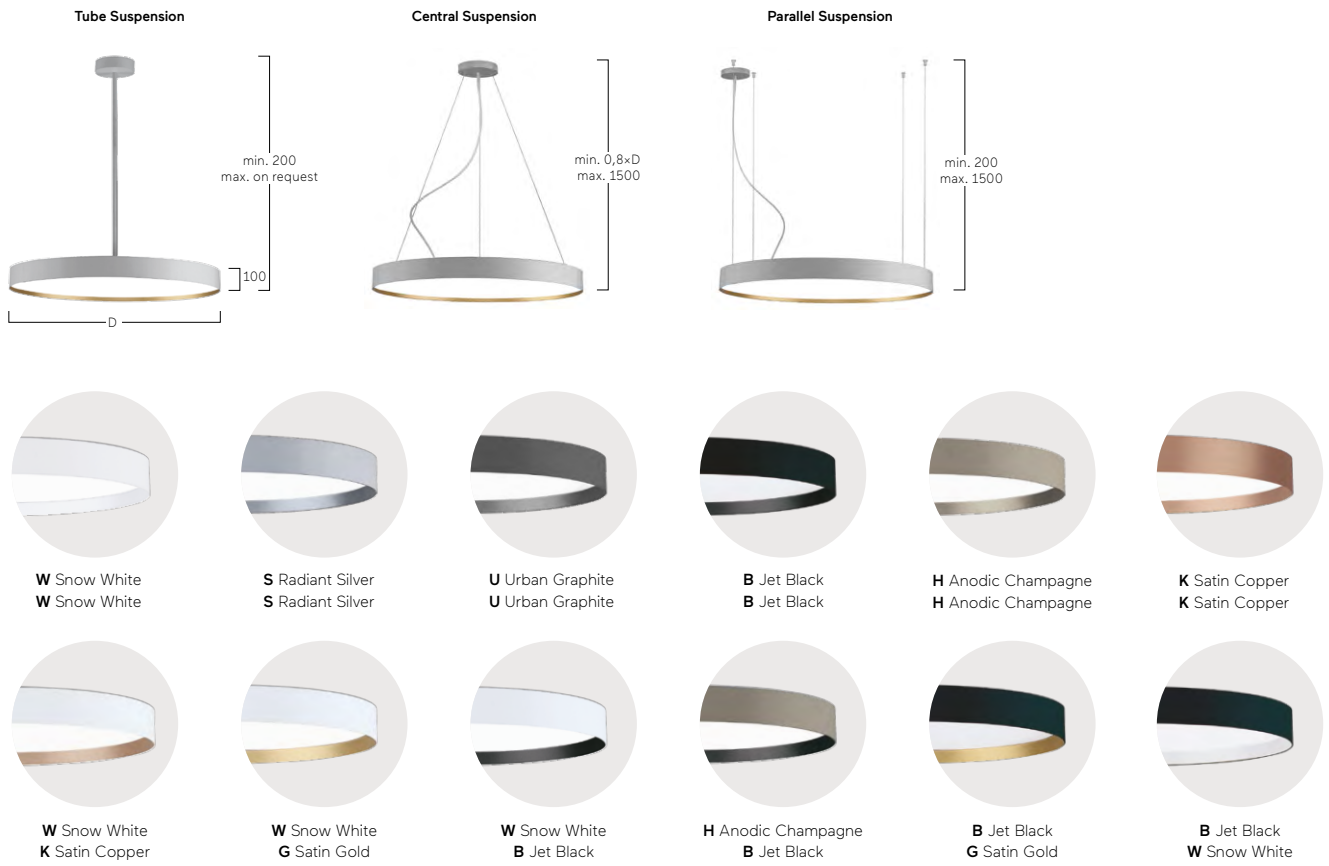 Tube Suspension
Central Suspension
Parallel Suspension
min. 200
max. on request
100
D
min. 0,8×D
max. 1500
min. 200
max. 1500
W Snow White
W Snow White
S Radiant Silver
S Radiant Silver
U Urban Graphite
U Urban Graphite
B Jet Black
B Jet Black
H Anodic Champagne
H Anodic Champagne
K Satin Copper
K Satin Copper
W Snow White
K Satin Copper
W Snow White
G Satin Gold
W Snow White
B Jet Black
H Anodic Champagne
B Jet Black
B Jet Black
G Satin Gold
B Jet Black
W Snow White